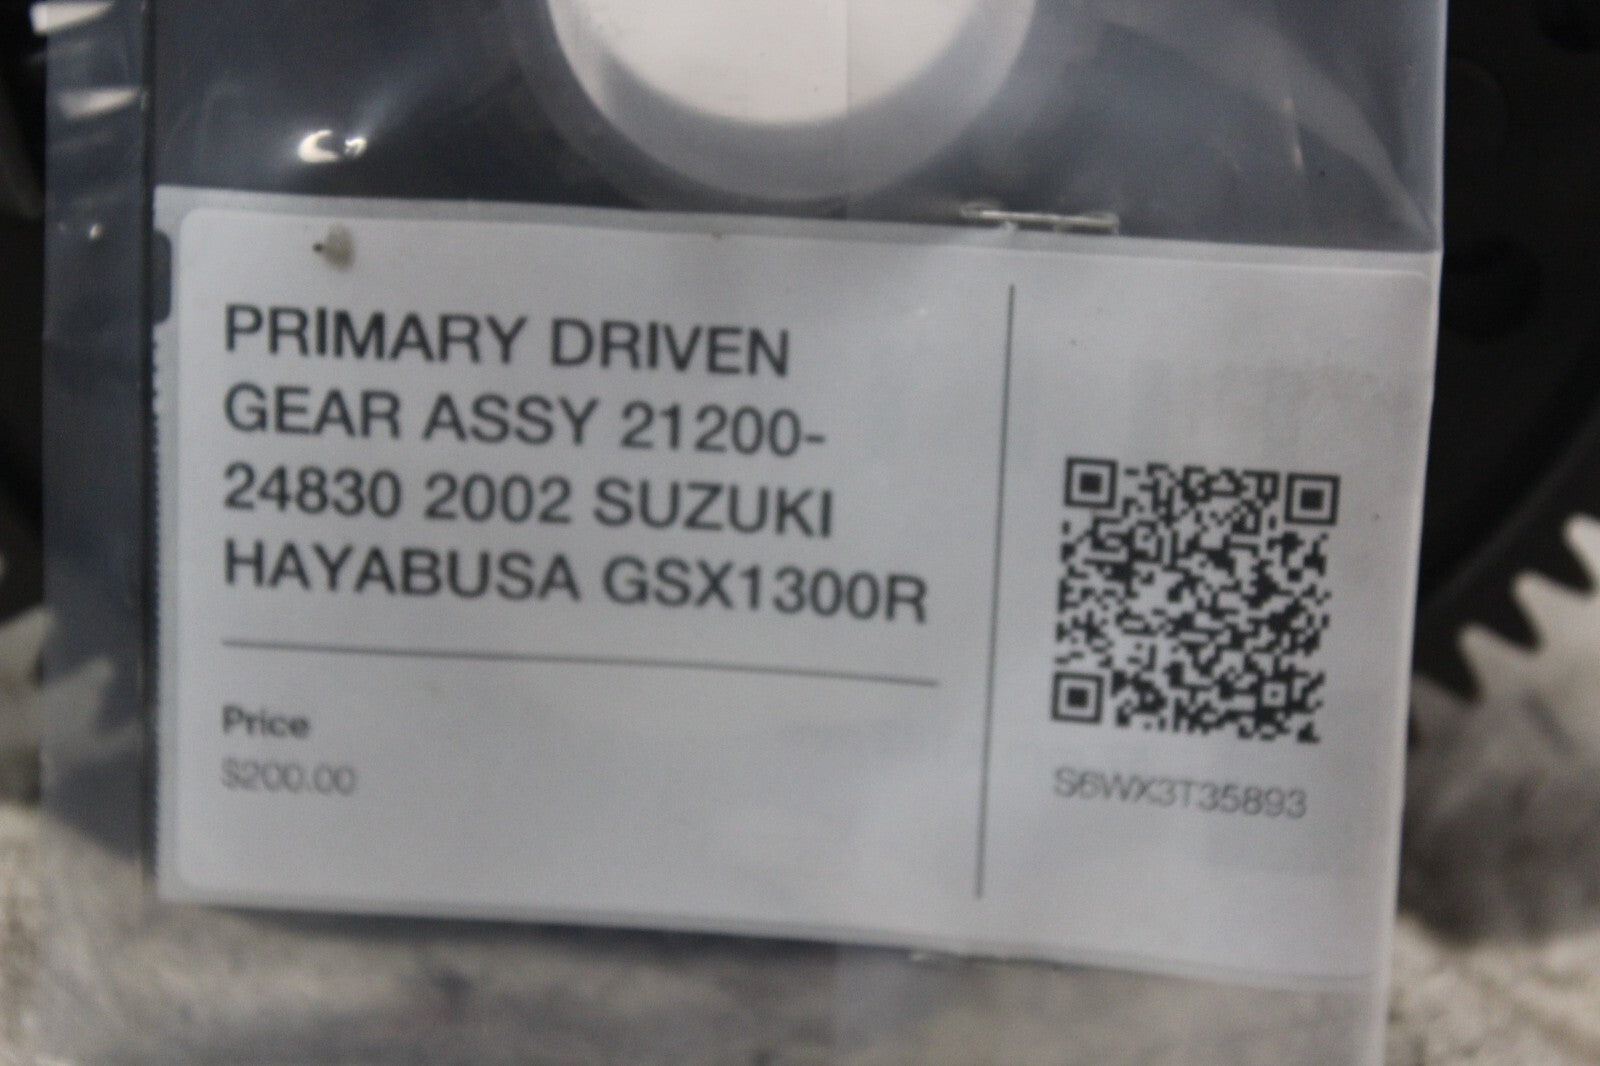 PRIMARY DRIVEN
GEAR ASSY 21200-
24830 2002 SUZUKI
HAYABUSA GSX1300R
Price
$200.00
S6WX3T35893